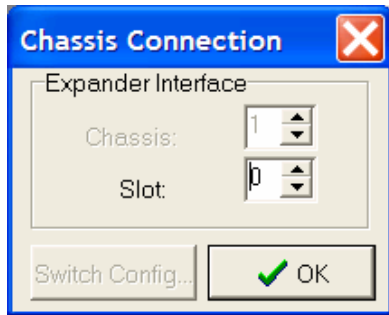 Chassis Connection
Expander Interface
Chassis: 1
Slot: 0
Switch Config... OK